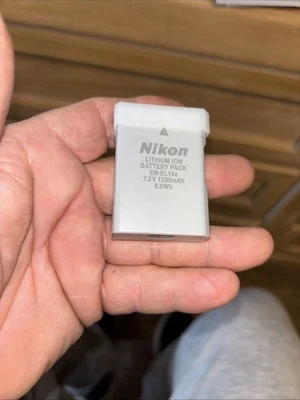 Nikon
LITHIUM ION
BATTERY PACK
EN-EL14a
7.2V 1230mAh
8.9Wh